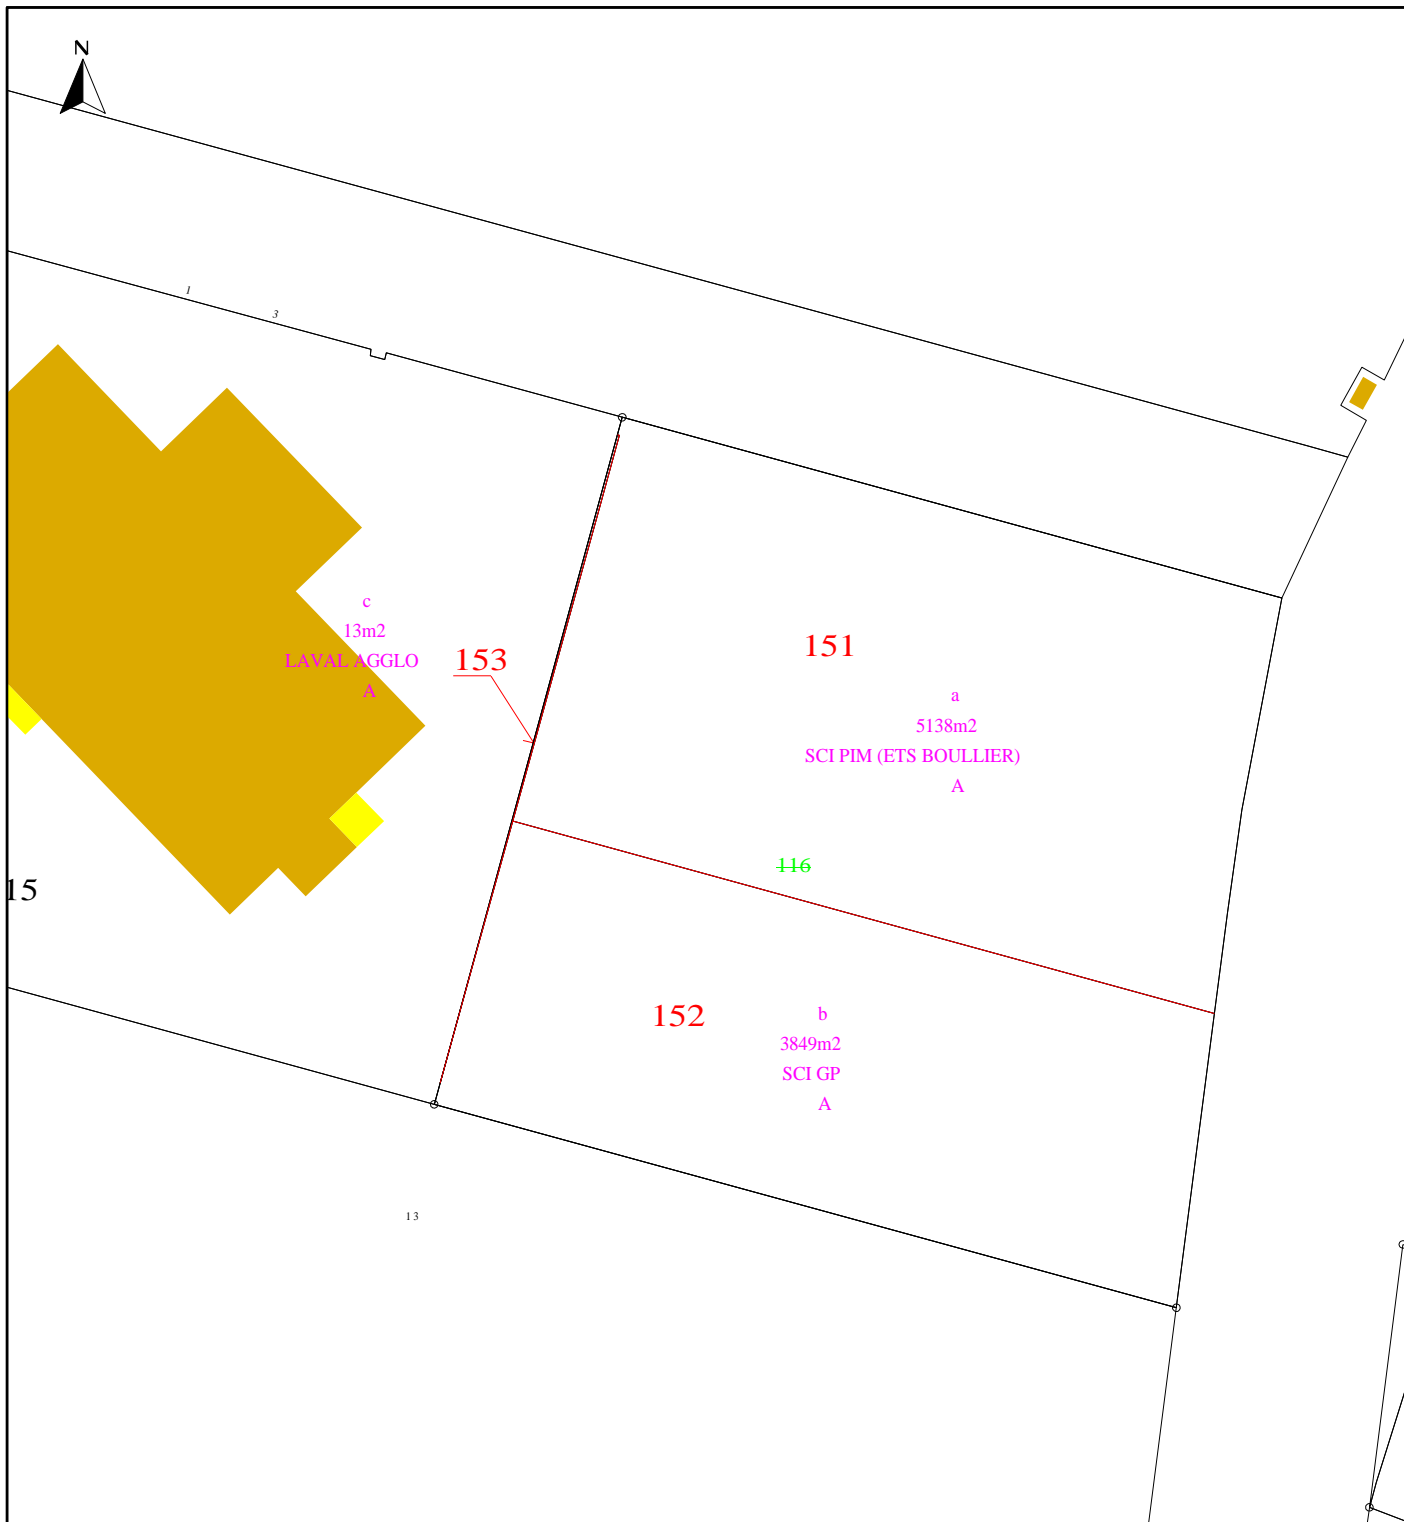 N
1
3
c
13m2
LAVAL AGGLO
A
153
151
a
5138m2
SCI PIM (ETS BOULLIER)
A
116
15
152
b
3849m2
SCI GP
A
13